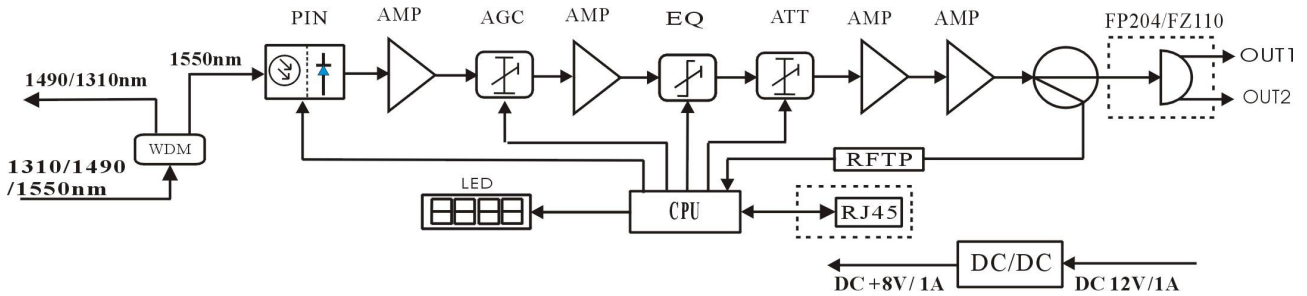 PIN
AMP
AGC
AMP
EQ
ATT
AMP
AMP
FP204/FZ110
1550nm
OUT1
1490/1310nm
OUT2
WDM
1310/1490
/1550nm
RFTP
LED
CPU
RJ45
DC/DC
DC +8V/ 1A
DC 12V/1A